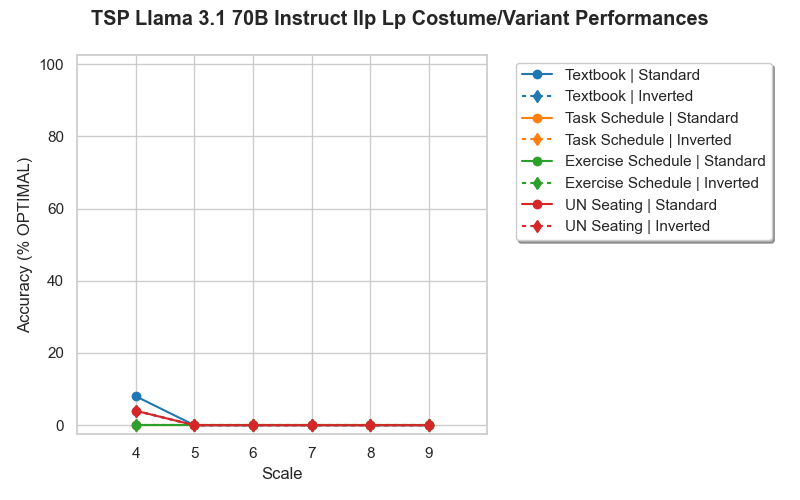 TSP Llama 3.1 70B Instruct Ilp Lp Costume/Variant Performances
100
80
60
40
20
0
Accuracy (% OPTIMAL)
4 5 6 7 8 9
Scale
Textbook | Standard
Textbook | Inverted
Task Schedule | Standard
Task Schedule | Inverted
Exercise Schedule | Standard
Exercise Schedule | Inverted
UN Seating | Standard
UN Seating | Inverted